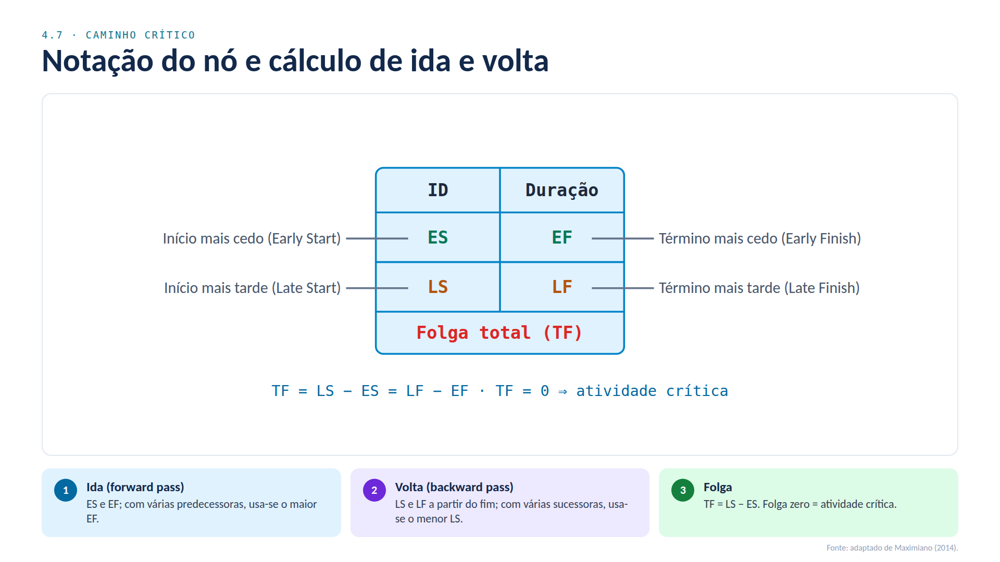 4.7 · CAMINHO CRÍTICO
Notação do nó e cálculo de ida e volta
ID
Duração
Início mais cedo (Early Start)
ES
EF
Término mais cedo (Early Finish)
Início mais tarde (Late Start)
LS
LF
Término mais tarde (Late Finish)
Folga total (TF)
TF = LS − ES = LF − EF · TF = 0 ⇒ atividade crítica
1
Ida (forward pass)
ES e EF; com várias predecessoras, usa-se o maior
EF.
2
Volta (backward pass)
LS e LF a partir do fim; com várias sucessoras, usa-
se o menor LS.
3
Folga
TF = LS − ES. Folga zero = atividade crítica.
Fonte: adaptado de Maximiano (2014).